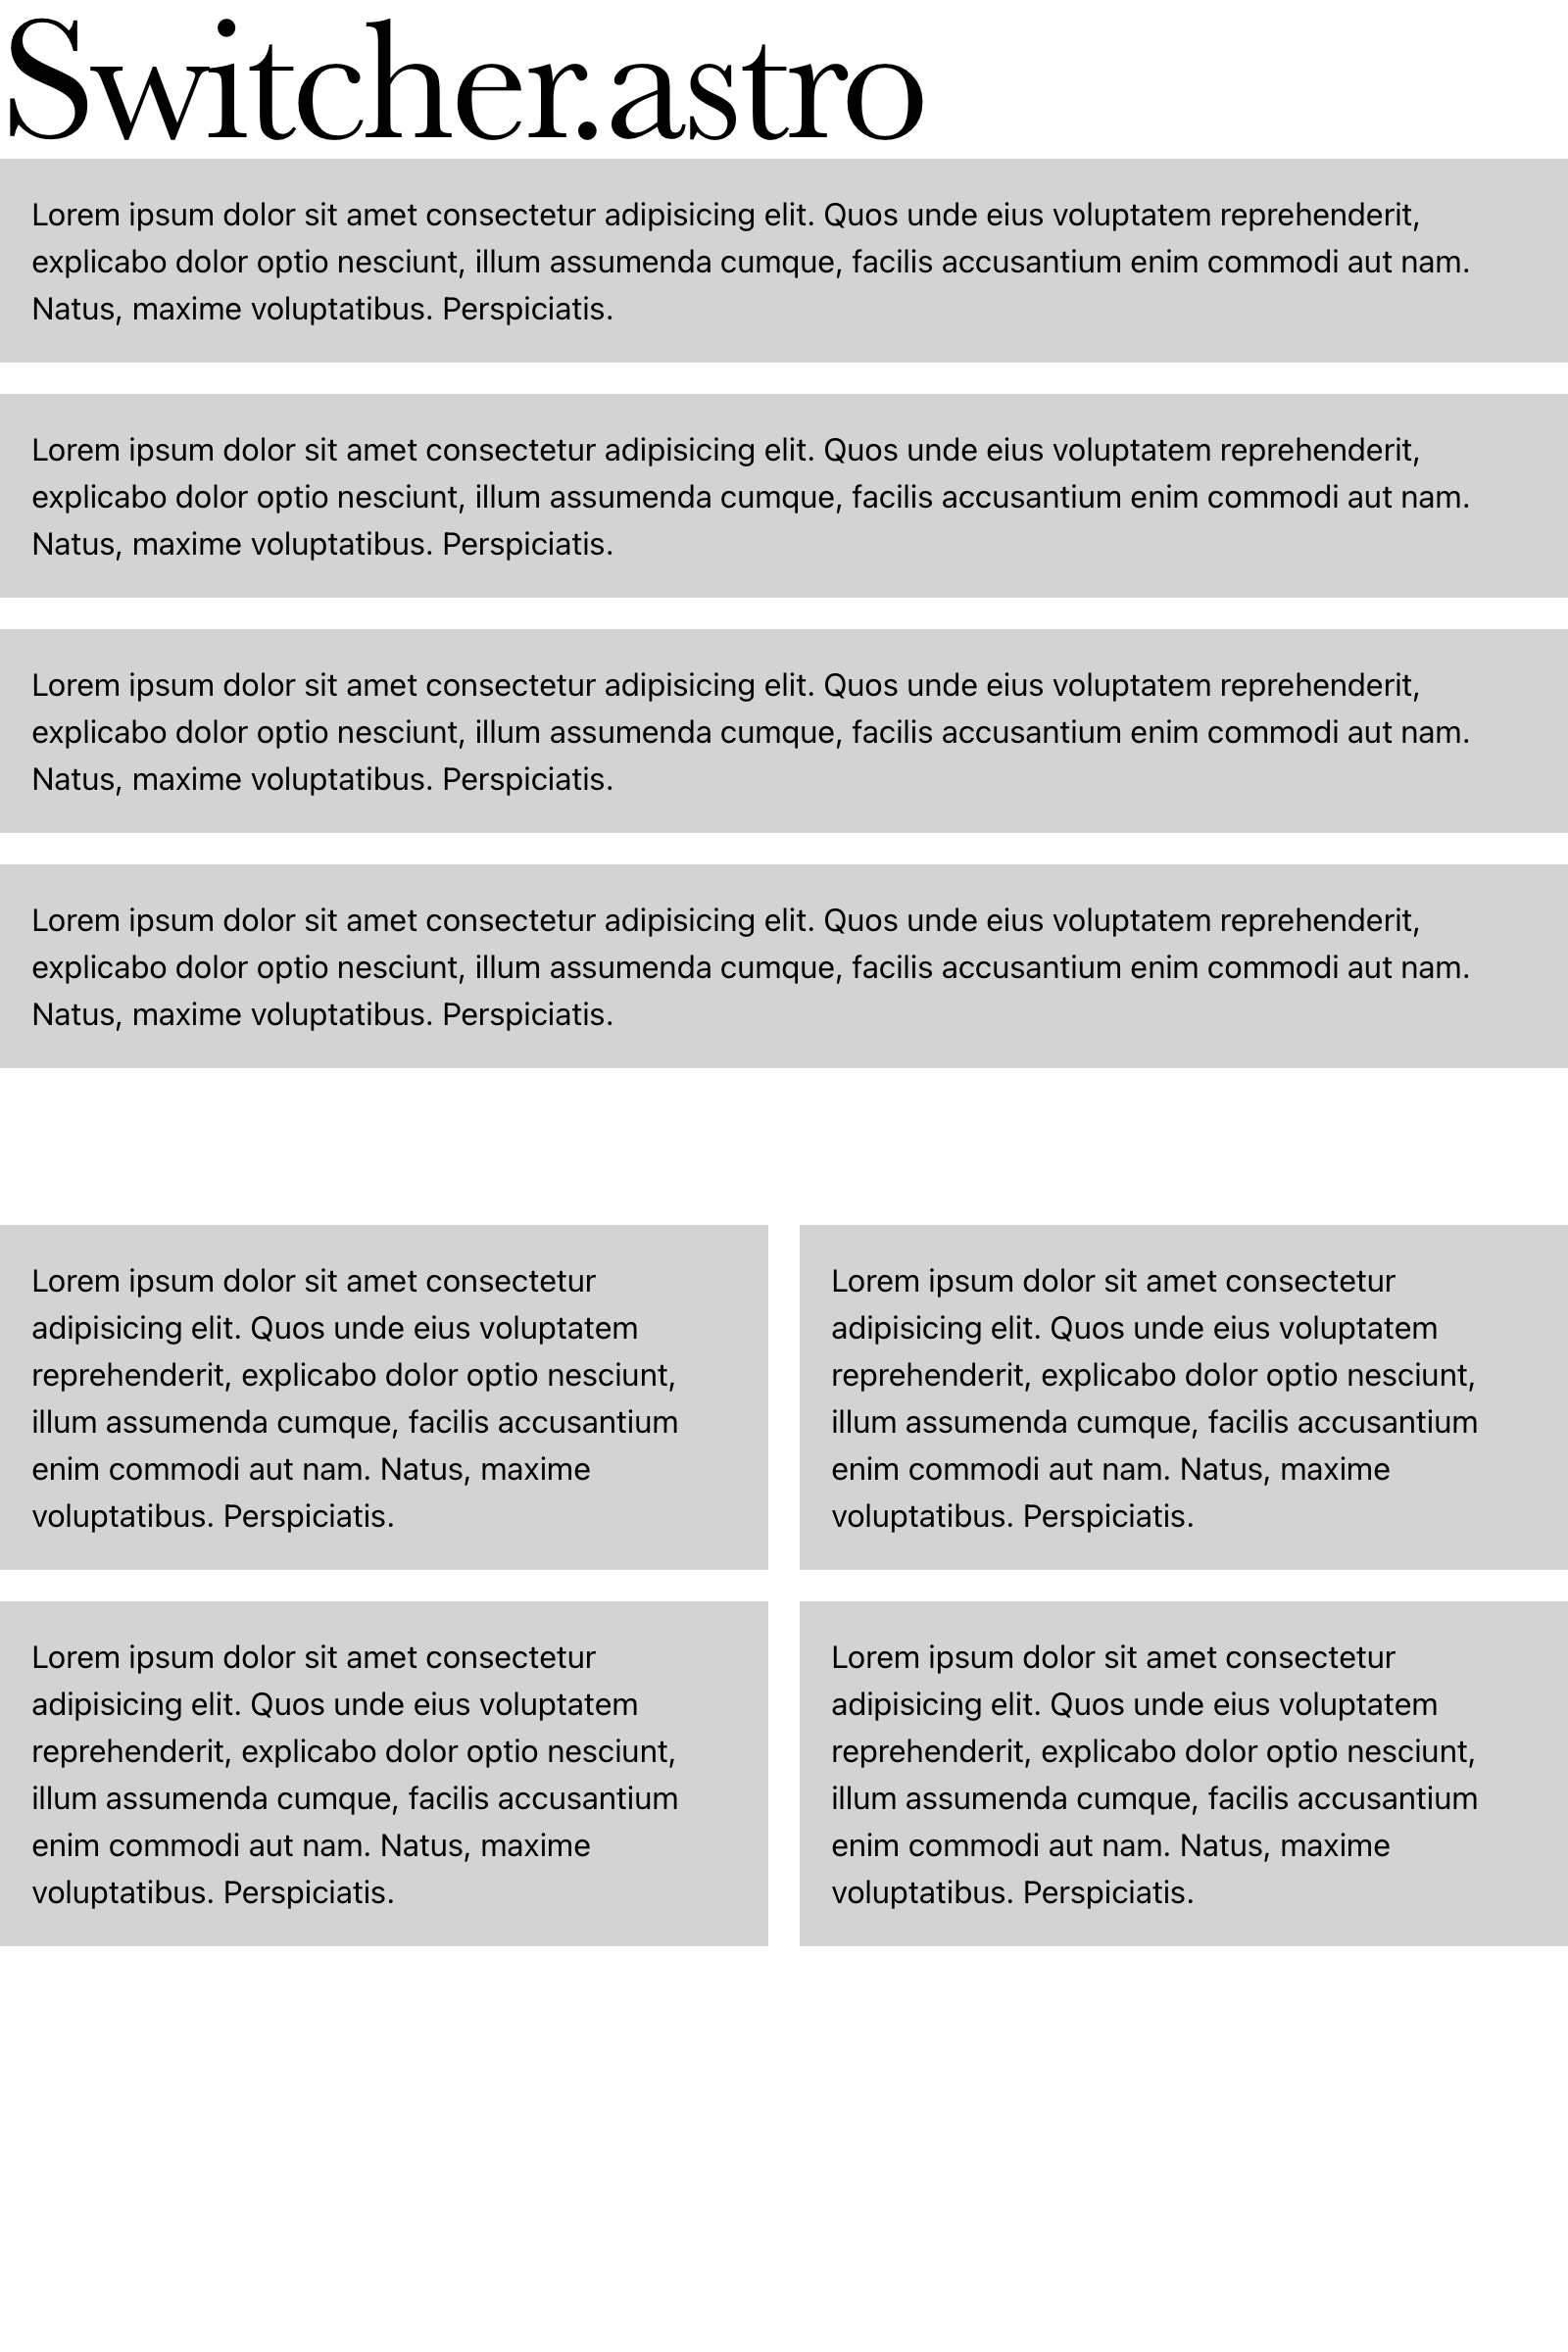 Switcher.astro
Lorem ipsum dolor sit amet consectetur adipisicing elit. Quos unde eius voluptatem reprehenderit,
explicabo dolor optio nesciunt, illum assumenda cumque, facilis accusantium enim commodi aut nam.
Natus, maxime voluptatibus. Perspiciatis.
Lorem ipsum dolor sit amet consectetur adipisicing elit. Quos unde eius voluptatem reprehenderit,
explicabo dolor optio nesciunt, illum assumenda cumque, facilis accusantium enim commodi aut nam.
Natus, maxime voluptatibus. Perspiciatis.
Lorem ipsum dolor sit amet consectetur adipisicing elit. Quos unde eius voluptatem reprehenderit,
explicabo dolor optio nesciunt, illum assumenda cumque, facilis accusantium enim commodi aut nam.
Natus, maxime voluptatibus. Perspiciatis.
Lorem ipsum dolor sit amet consectetur adipisicing elit. Quos unde eius voluptatem reprehenderit,
explicabo dolor optio nesciunt, illum assumenda cumque, facilis accusantium enim commodi aut nam.
Natus, maxime voluptatibus. Perspiciatis.
Lorem ipsum dolor sit amet consectetur
adipisicing elit. Quos unde eius voluptatem
reprehenderit, explicabo dolor optio nesciunt,
illum assumenda cumque, facilis accusantium
enim commodi aut nam. Natus, maxime
voluptatibus. Perspiciatis.
Lorem ipsum dolor sit amet consectetur
adipisicing elit. Quos unde eius voluptatem
reprehenderit, explicabo dolor optio nesciunt,
illum assumenda cumque, facilis accusantium
enim commodi aut nam. Natus, maxime
voluptatibus. Perspiciatis.
Lorem ipsum dolor sit amet consectetur
adipisicing elit. Quos unde eius voluptatem
reprehenderit, explicabo dolor optio nesciunt,
illum assumenda cumque, facilis accusantium
enim commodi aut nam. Natus, maxime
voluptatibus. Perspiciatis.
Lorem ipsum dolor sit amet consectetur
adipisicing elit. Quos unde eius voluptatem
reprehenderit, explicabo dolor optio nesciunt,
illum assumenda cumque, facilis accusantium
enim commodi aut nam. Natus, maxime
voluptatibus. Perspiciatis.